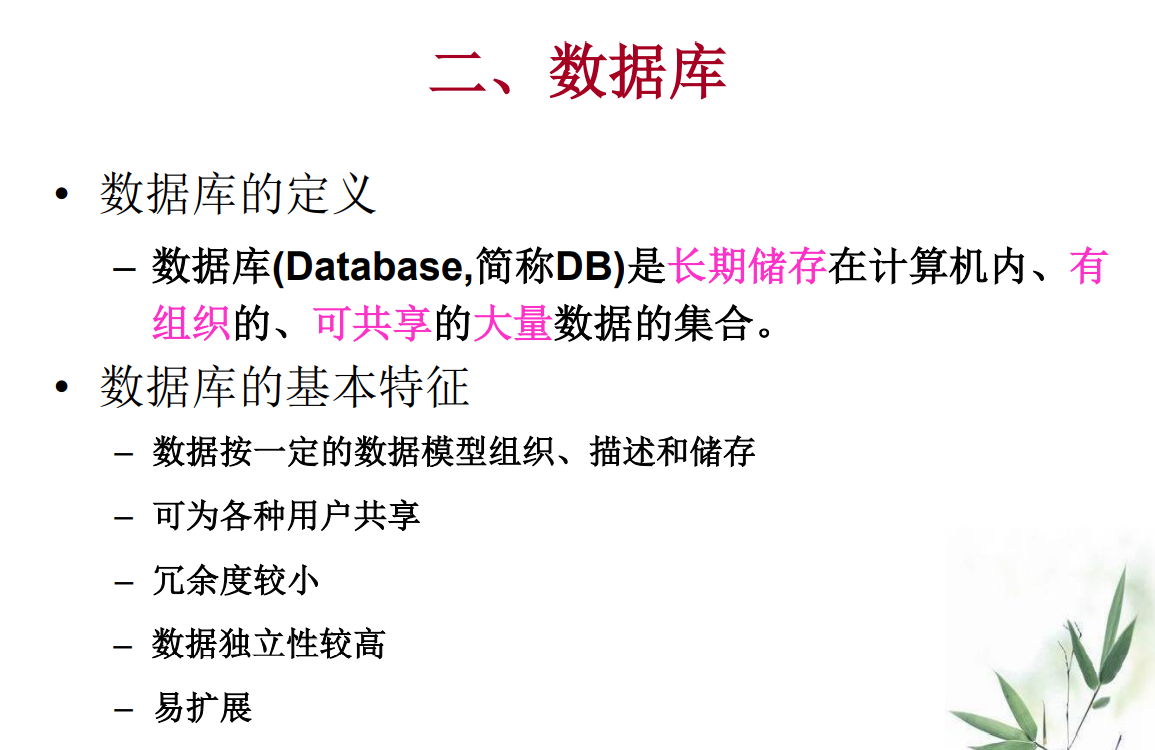 二、数据库
• 数据库的定义
– 数据库(Database,简称DB)是长期储存在计算机内、有
组织的、可共享的大量数据的集合。
• 数据库的基本特征
– 数据按一定的数据模型组织、描述和储存
– 可为各种用户共享
– 冗余度较小
– 数据独立性较高
– 易扩展